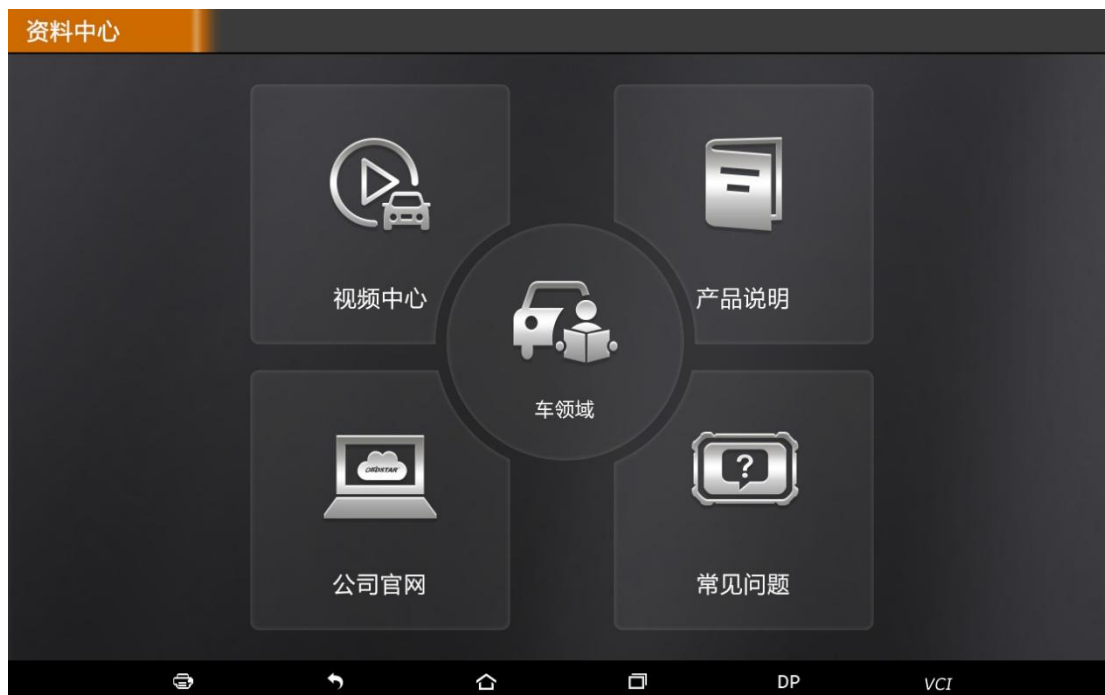 资料中心
视频中心
产品说明
车领域
OBDSTAR
公司官网
?
常见问题
DP
VCI